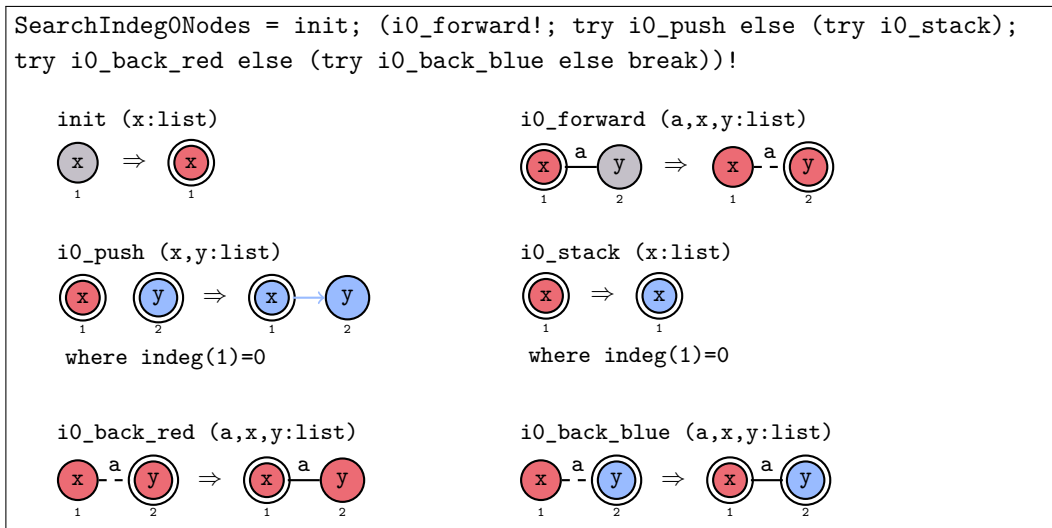 SearchIndeg0Nodes = init; (i0_forward!; try i0_push else (try i0_stack);
try i0_back_red else (try i0_back_blue else break))!
init (x:list)
x ⇒ x
1 1
i0_forward (a,x,y:list)
x a y ⇒ x a y
1 2 1 2
i0_push (x,y:list)
x y ⇒ x y
1 2 1 2
where indeg(1)=0
i0_stack (x:list)
x ⇒ x
1 1
where indeg(1)=0
i0_back_red (a,x,y:list)
x a y ⇒ x a y
1 2 1 2
i0_back_blue (a,x,y:list)
x a y ⇒ x a y
1 2 1 2